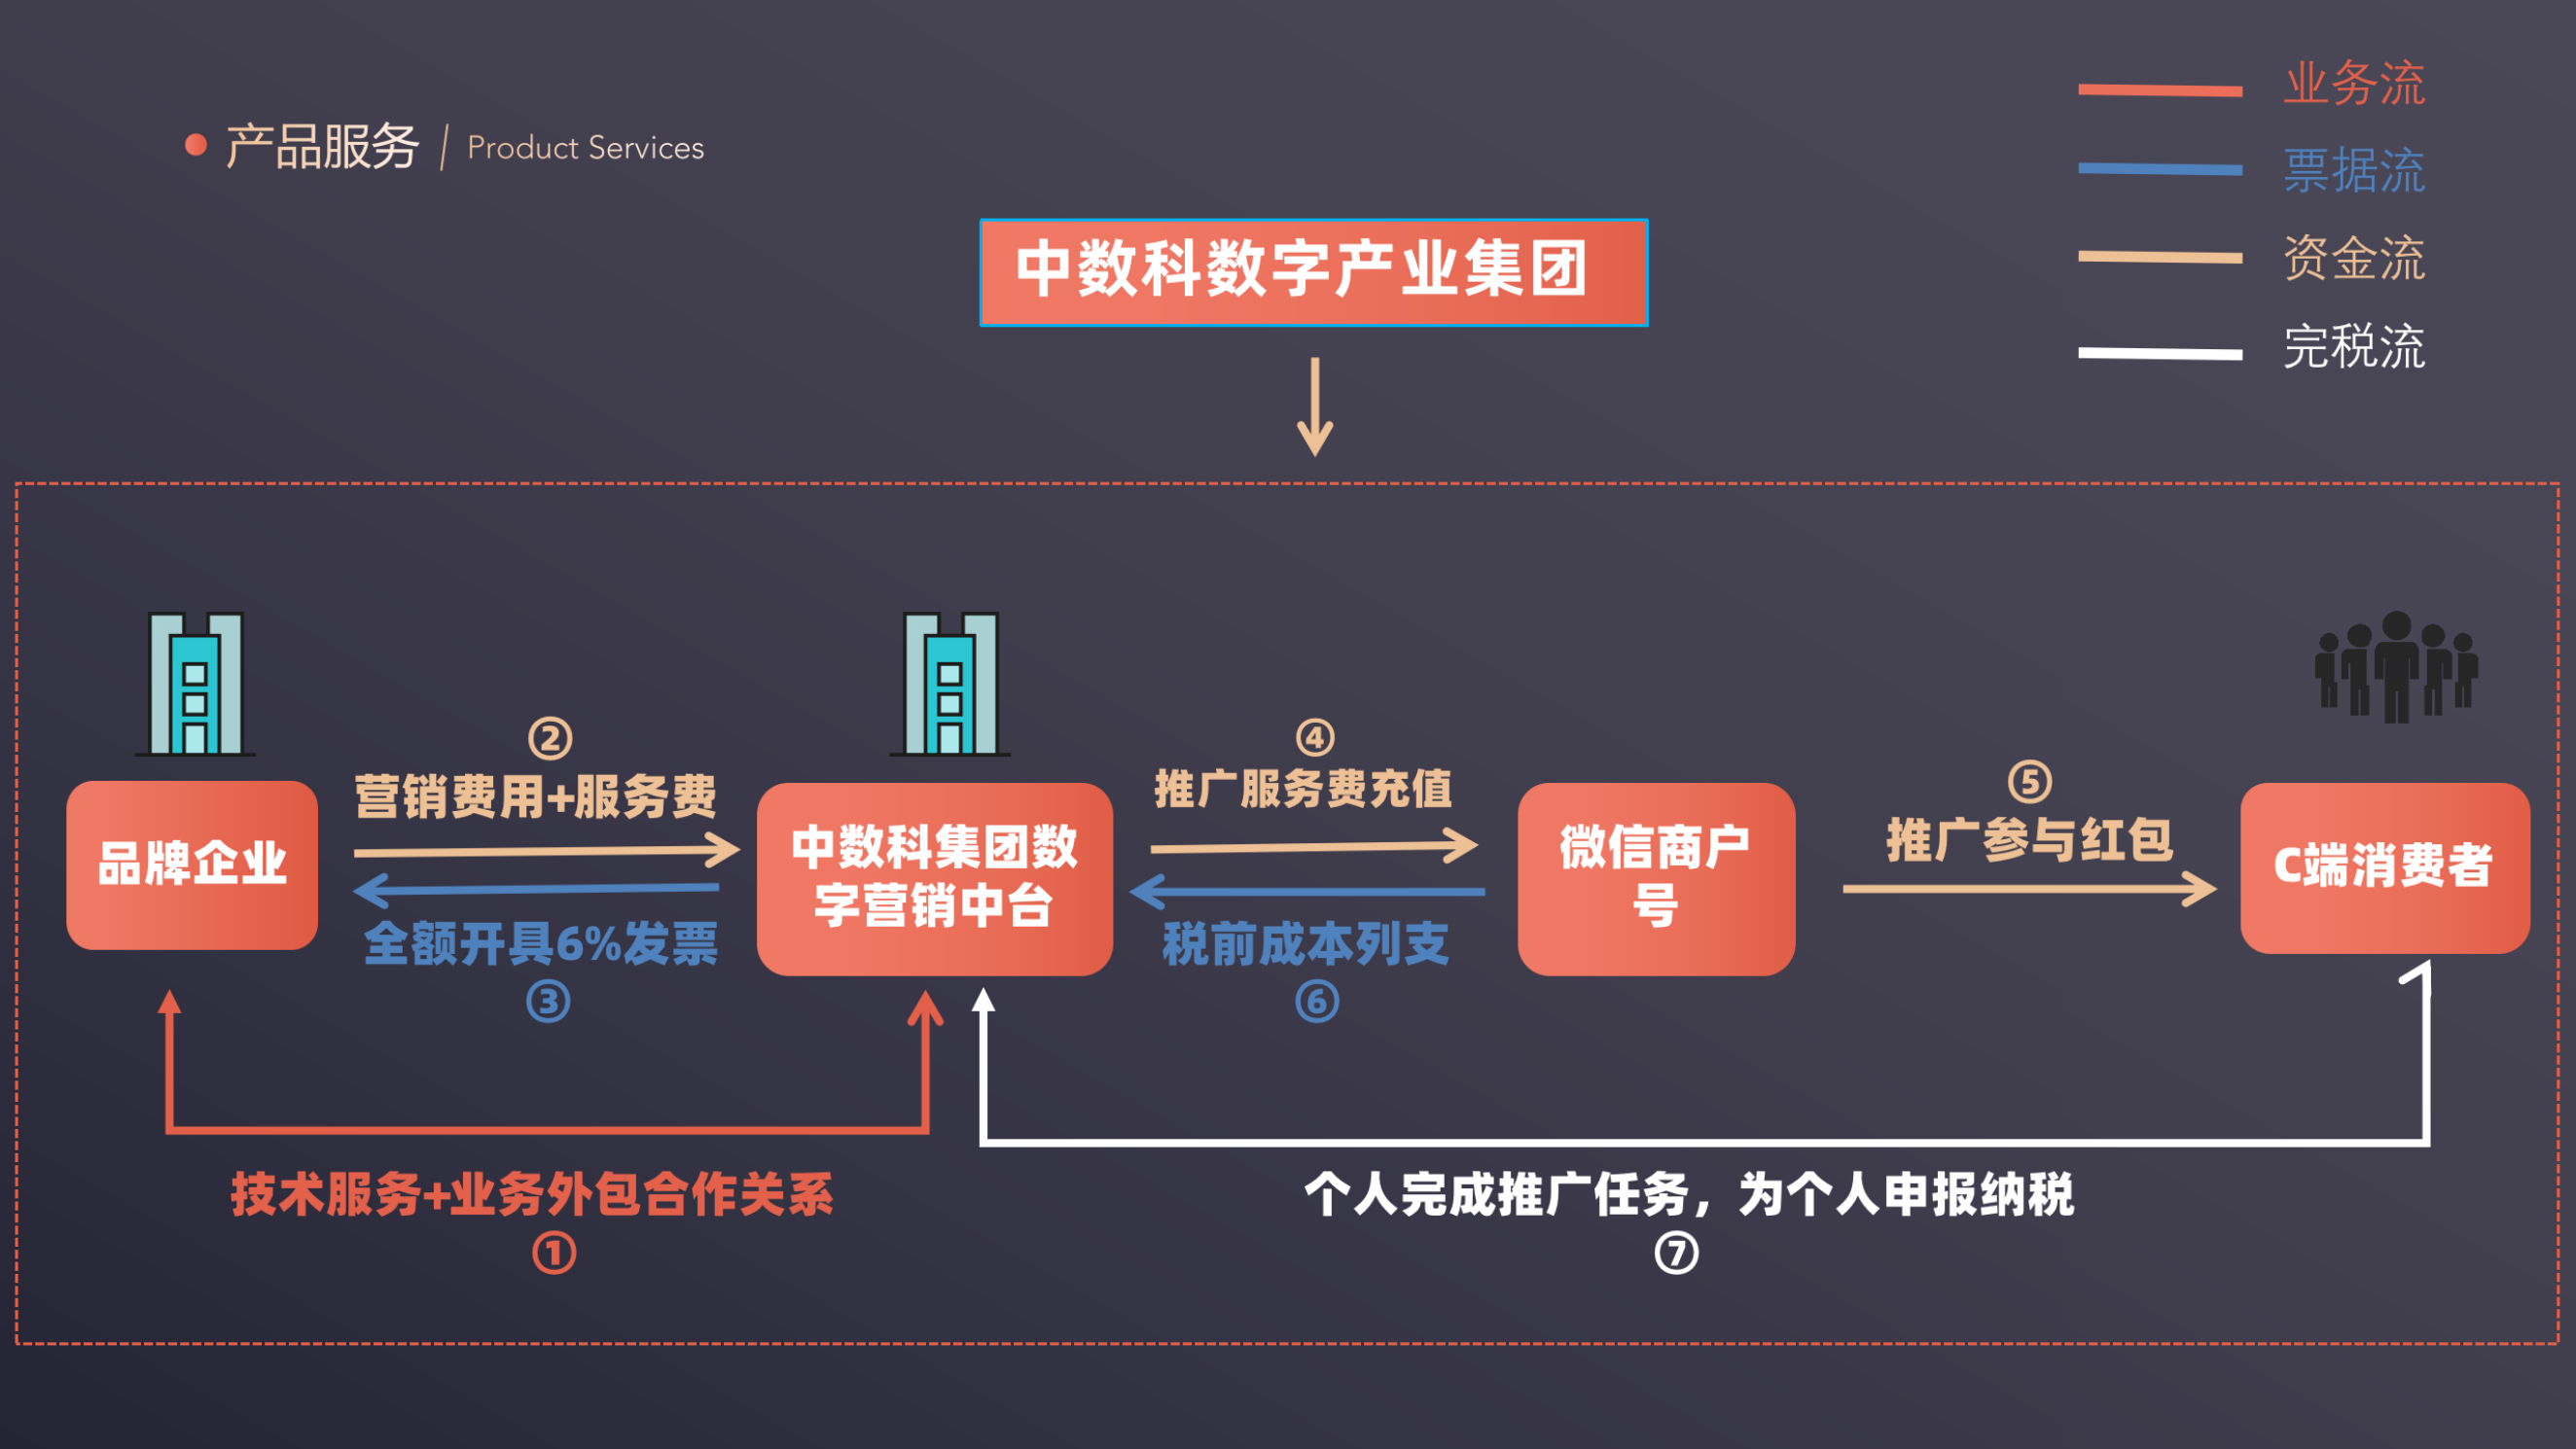 产品服务 / Product Services
业务流
票据流
资金流
完税流
中数科数字产业集团
②
营销费用+服务费
全额开具6%发票
③
④
推广服务费充值
税前成本列支
⑥
⑤
推广参与红包
品牌企业
中数科集团数
字营销中台
微信商户
号
C端消费者
技术服务+业务外包合作关系
①
个人完成推广任务，为个人申报纳税
⑦